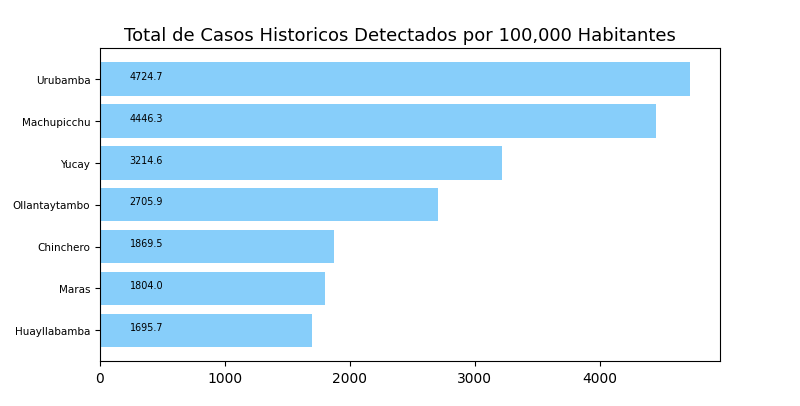 Total de Casos Historicos Detectados por 100,000 Habitantes
Urubamba 4724.7
Machupicchu 4446.3
Yucay 3214.6
Ollantaytambo 2705.9
Chinchero 1869.5
Maras 1804.0
Huayllabamba 1695.7
0 1000 2000 3000 4000